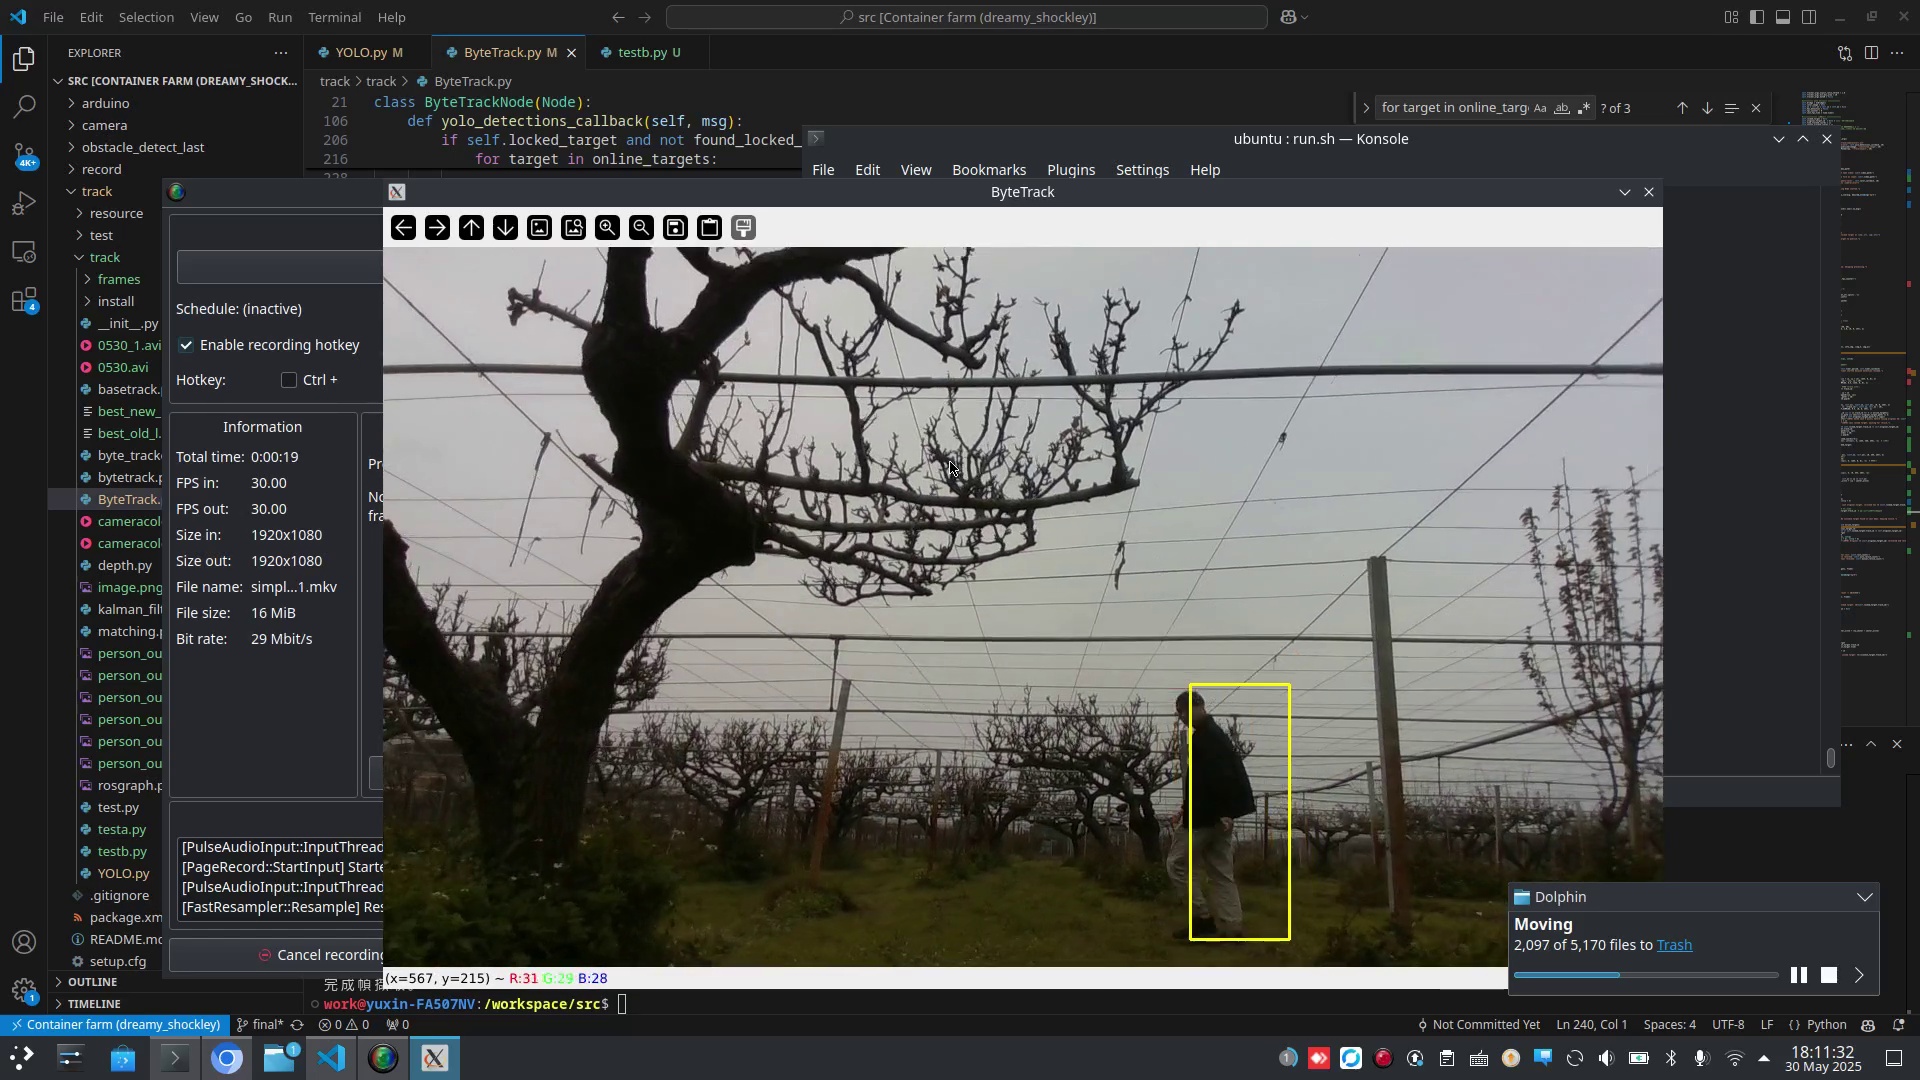 File Edit Selection View Go Run Terminal Help
src [Container farm (dreamy_shockley)]
EXPLORER
SRC [CONTAINER FARM (DREAMY_SHOCK...
arduino
camera
obstacle_detect_last
record
track
resource
test
track
frames
install
__init__.py
0530_1.avi
0530.avi
basetrack.
best_new_
best_old_l.
byte_track
bytetrack.p
ByteTrack.
cameracol
cameracol
depth.py
image.png
kalman_filt
matching.p
person_ou
person_ou
person_ou
person_ou
person_ou
person_ou
rosgraph.p
test.py
testa.py
testb.py
YOLO.py
.gitignore
package.xm
README.md
setup.cfg
OUTLINE
TIMELINE
4K+
4
1
YOLO.py M
ByteTrack.py M
testb.py U
track > track > ByteTrack.py
21 class ByteTrackNode(Node):
106 def yolo_detections_callback(self, msg):
206 if self.locked_target and not found_locked_
216 for target in online_targets:
for target in online_targ
Aa ab .*
? of 3
ubuntu : run.sh — Konsole
File Edit View Bookmarks Plugins Settings Help
ByteTrack
Schedule: (inactive)
Enable recording hotkey
Hotkey: Ctrl +
Information
Total time: 0:00:19
FPS in: 30.00
FPS out: 30.00
Size in: 1920x1080
Size out: 1920x1080
File name: simpl...1.mkv
File size: 16 MiB
Bit rate: 29 Mbit/s
Pr
No
fra
[PulseAudioInput::InputThread
[PageRecord::StartInput] Starte
[PulseAudioInput::InputThread
[FastResampler::Resample] Res
Cancel recording
(x=567, y=215) ~ R:31 G:29 B:28
work@yuxin-FA507NV:/workspace/src$
Dolphin
Moving
2,097 of 5,170 files to Trash
Container farm (dreamy_shockley)
final*
0 0
0
Not Committed Yet
Ln 240, Col 1
Spaces: 4
UTF-8
LF
Python
1
1
18:11:32
30 May 2025